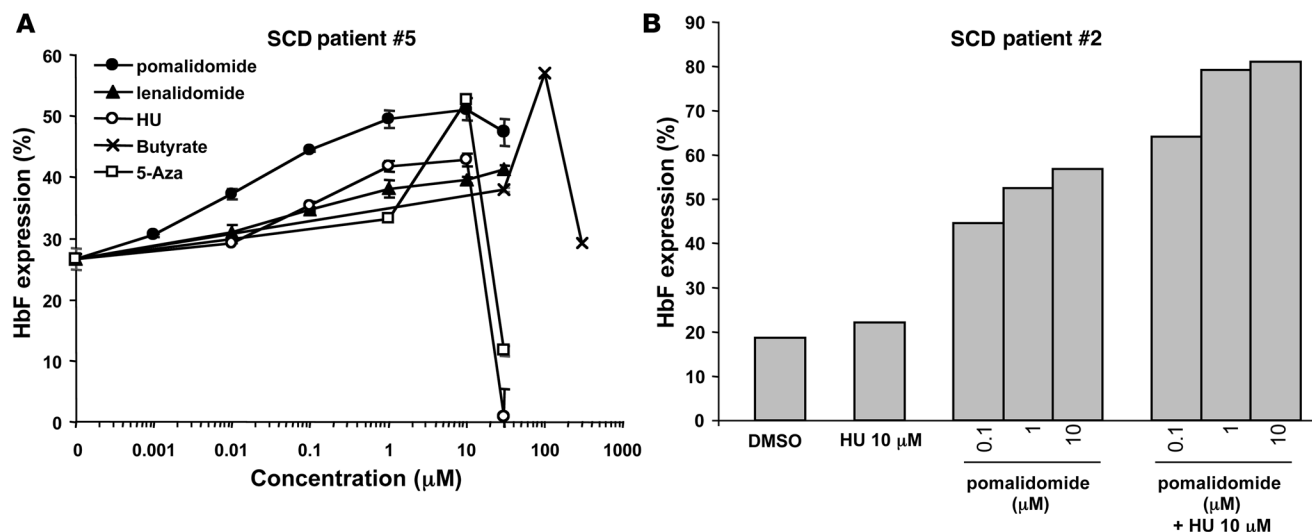 A
SCD patient #5
HbF expression (%)
60
50
40
30
20
10
0
pomalidomide
lenalidomide
HU
Butyrate
5-Aza
0 0.001 0.01 0.1 1 10 100 1000
Concentration (μM)
B
SCD patient #2
HbF expression (%)
90
80
70
60
50
40
30
20
10
0
DMSO HU 10 μM 0.1 1 10 0.1 1 10
pomalidomide
(μM)
pomalidomide
(μM)
+ HU 10 μM